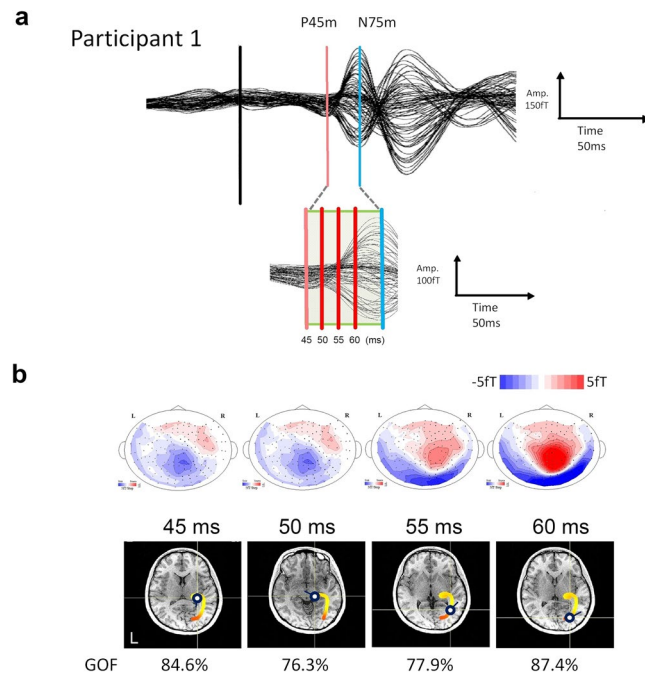 a
Participant 1
P45m N75m
Amp.
150fT
Time
50ms
Amp.
100fT
Time
50ms
45 50 55 60 (ms)
b
-5fT 5fT
L R L R L R L R
45 ms 50 ms 55 ms 60 ms
L
GOF 84.6% 76.3% 77.9% 87.4%